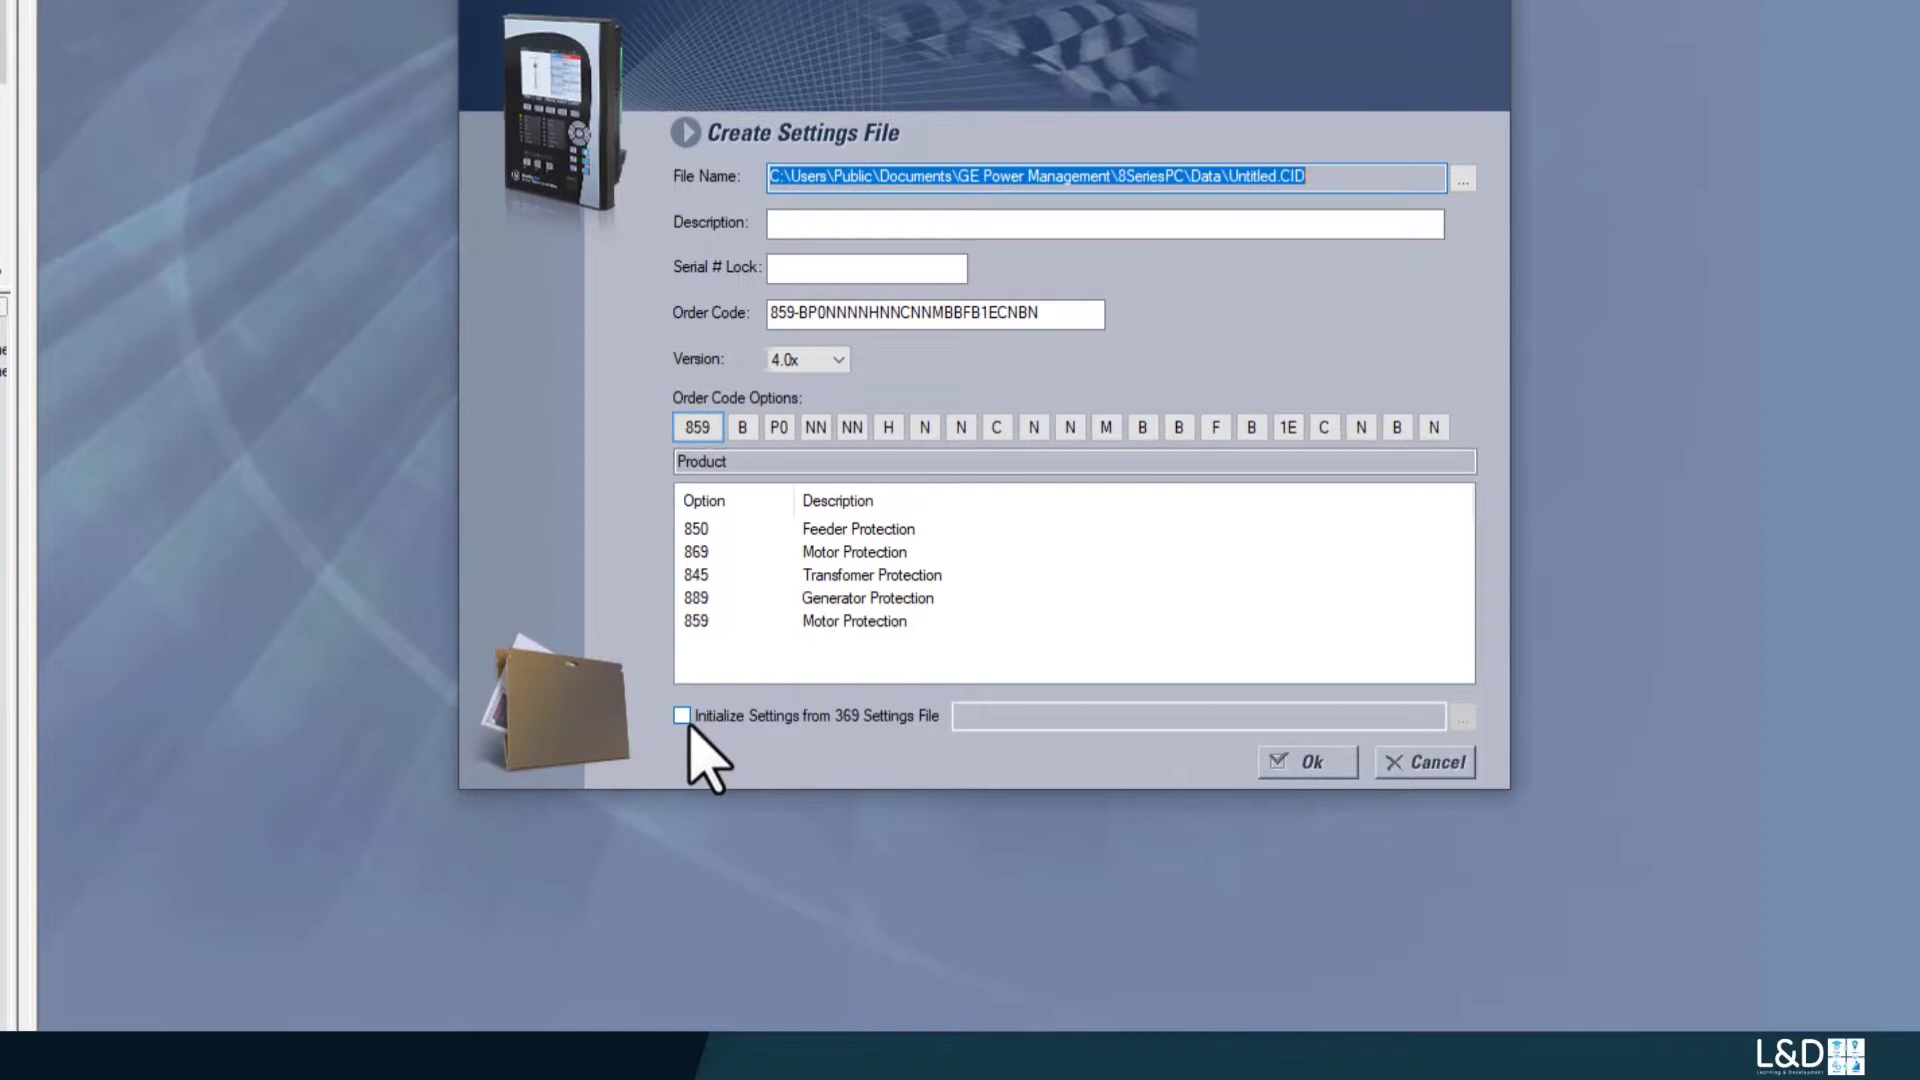 Create Settings File
File Name: C:\Users\Public\Documents\GE Power Management\8SeriesPC\Data\Untitled.CID ...
Description:
Serial # Lock:
Order Code: 859-BP0NNNNHNNCNNMBBFB1ECNBN
Version: 4.0x
Order Code Options:
859 B P0 NN NN H N N C N N M B B F B 1E C N B N
Product
Option Description
850 Feeder Protection
869 Motor Protection
845 Transfomer Protection
889 Generator Protection
859 Motor Protection
Initialize Settings from 369 Settings File ...
Ok Cancel
L&D
Learning & Development